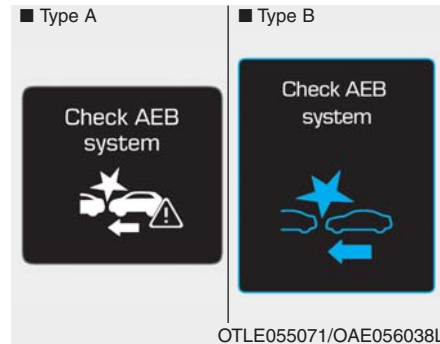 ■ Type A
■ Type B
Check AEB
system
Check AEB
system
OTLE055071/OAE056038L